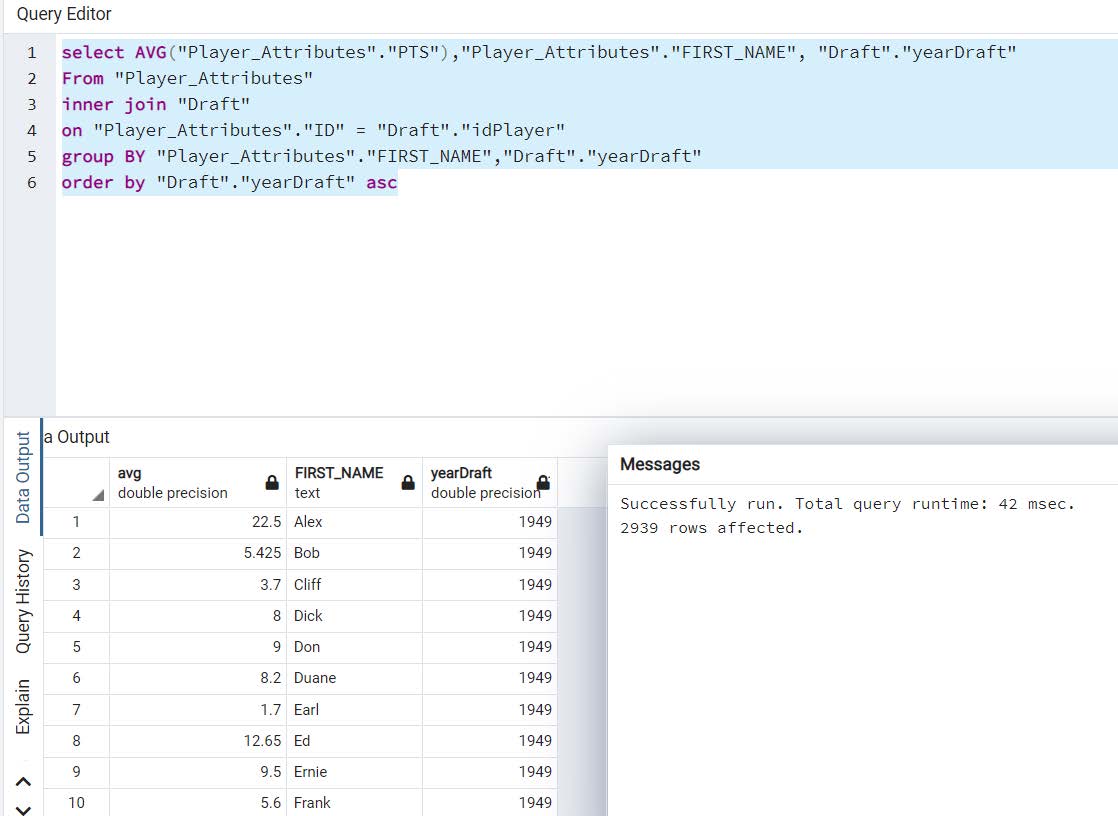 Query Editor
1 select AVG("Player_Attributes"."PTS"),"Player_Attributes"."FIRST_NAME", "Draft"."yearDraft"
2 From "Player_Attributes"
3 inner join "Draft"
4 on "Player_Attributes"."ID" = "Draft"."idPlayer"
5 group BY "Player_Attributes"."FIRST_NAME","Draft"."yearDraft"
6 order by "Draft"."yearDraft" asc
Data Output
Query History
Explain
a Output
avg FIRST_NAME yearDraft
double precision text double precision
1 22.5 Alex 1949
2 5.425 Bob 1949
3 3.7 Cliff 1949
4 8 Dick 1949
5 9 Don 1949
6 8.2 Duane 1949
7 1.7 Earl 1949
8 12.65 Ed 1949
9 9.5 Ernie 1949
10 5.6 Frank 1949
Messages
Successfully run. Total query runtime: 42 msec.
2939 rows affected.